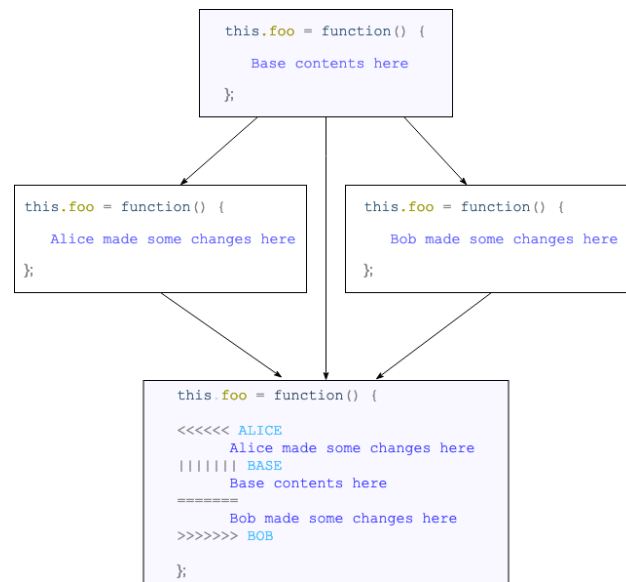 this.foo = function() {
Base contents here
};
this.foo = function() {
Alice made some changes here
};
this.foo = function() {
Bob made some changes here
};
this.foo = function() {
<<<<<< ALICE
Alice made some changes here
||||||| BASE
Base contents here
=======
Bob made some changes here
>>>>>>> BOB
};